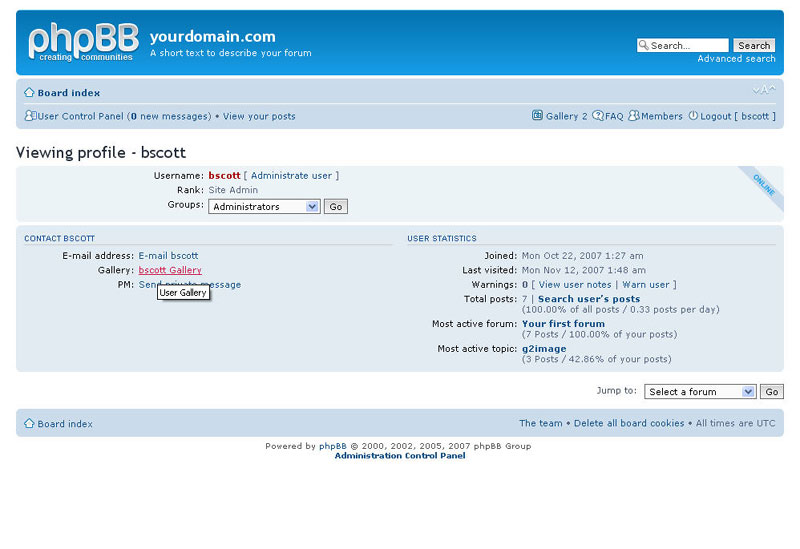 phpBB
creating communities
yourdomain.com
A short text to describe your forum
Search...
Search
Advanced search
Board index
User Control Panel (0 new messages) • View your posts
Gallery 2 FAQ Members Logout [ bscott ]
Viewing profile - bscott
Username: bscott [ Administrate user ]
Rank: Site Admin
Groups: Administrators Go
ONLINE
CONTACT BSCOTT
E-mail address: E-mail bscott
Gallery: bscott Gallery
PM: Send private message
User Gallery
USER STATISTICS
Joined: Mon Oct 22, 2007 1:27 am
Last visited: Mon Nov 12, 2007 1:48 am
Warnings: 0 [ View user notes | Warn user ]
Total posts: 7 | Search user's posts
(100.00% of all posts / 0.33 posts per day)
Most active forum: Your first forum
(7 Posts / 100.00% of your posts)
Most active topic: g2image
(3 Posts / 42.86% of your posts)
Jump to: Select a forum Go
Board index
The team • Delete all board cookies • All times are UTC
Powered by phpBB © 2000, 2002, 2005, 2007 phpBB Group
Administration Control Panel